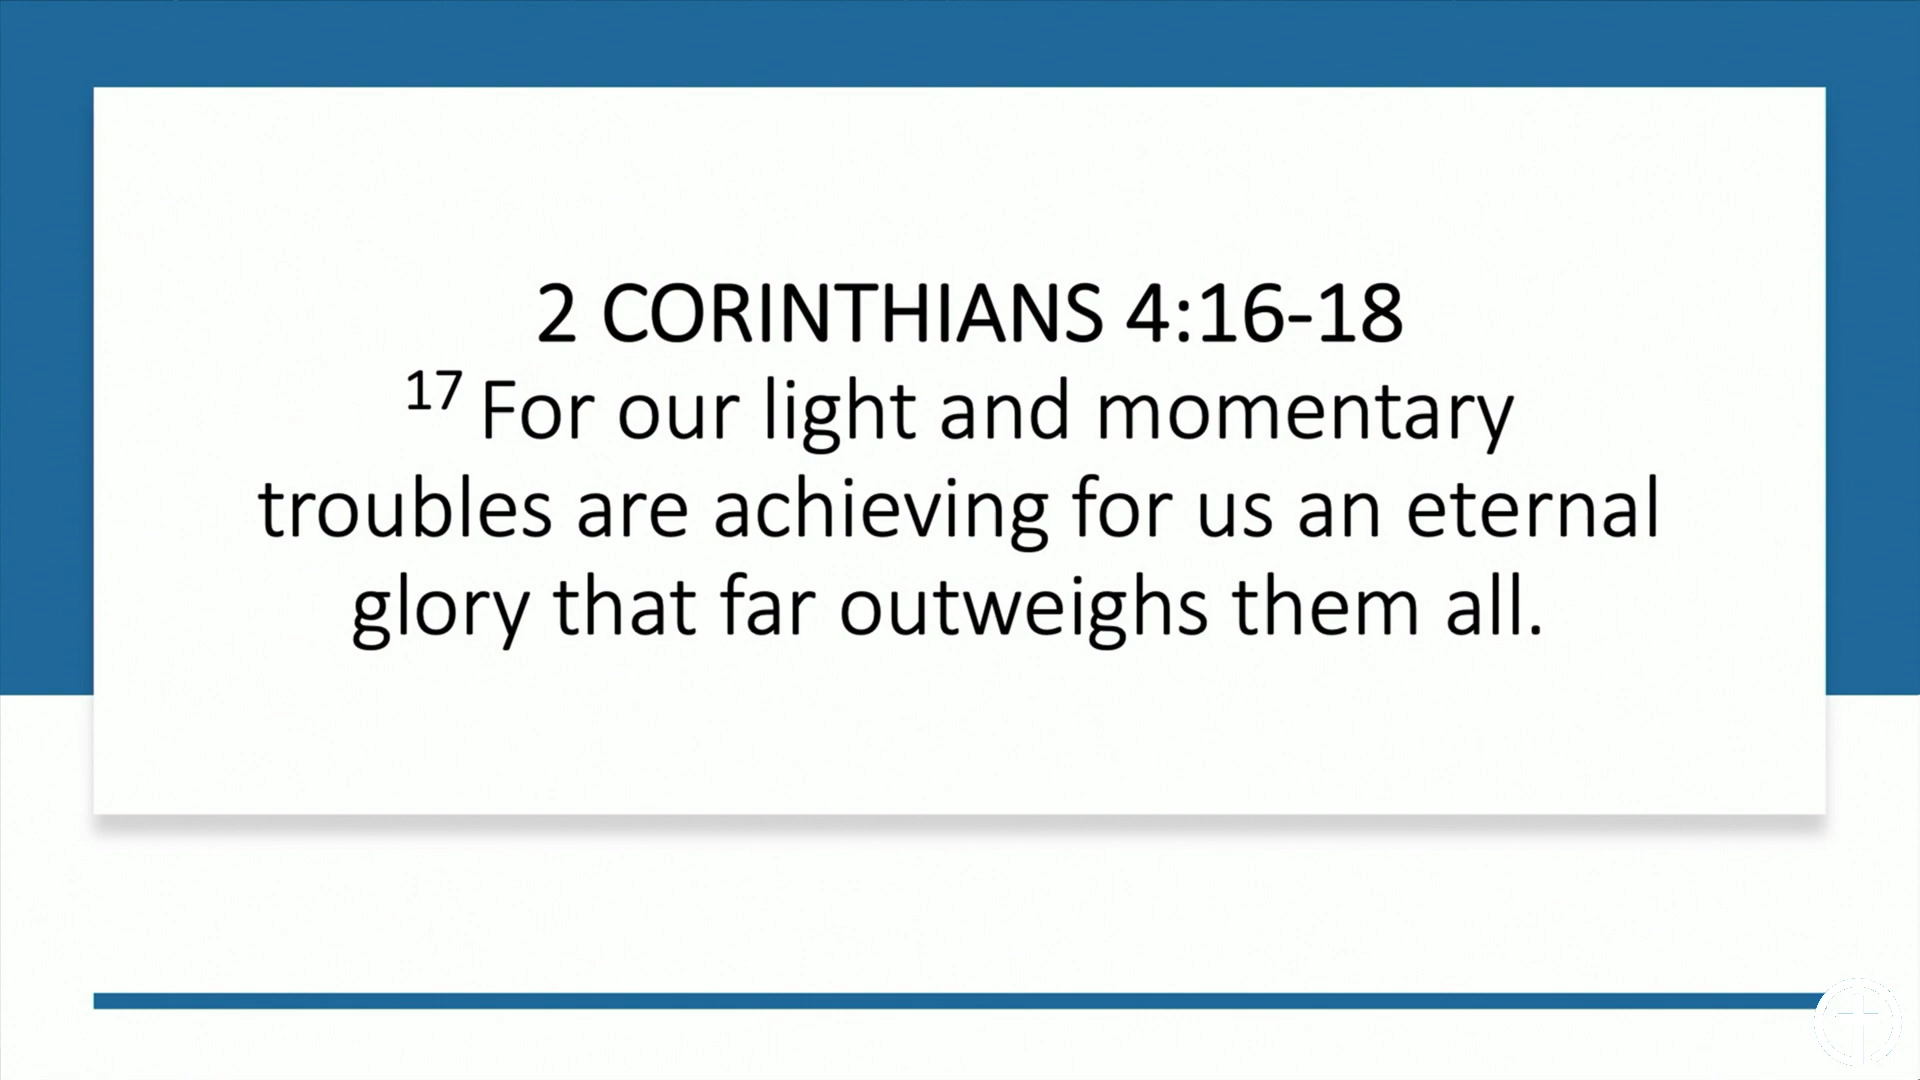 2 CORINTHIANS 4:16-18
17 For our light and momentary
troubles are achieving for us an eternal
glory that far outweighs them all.